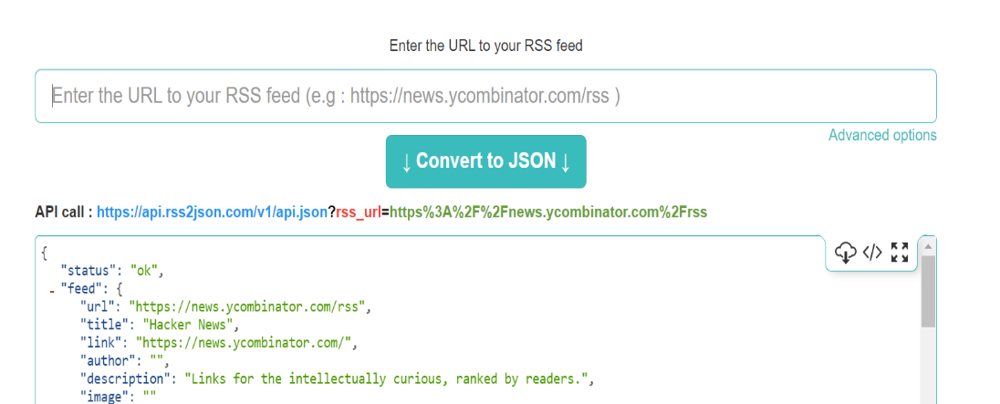 Enter the URL to your RSS feed
Enter the URL to your RSS feed (e.g : https://news.ycombinator.com/rss )
Advanced options
↓ Convert to JSON ↓
API call : https://api.rss2json.com/v1/api.json?rss_url=https%3A%2F%2Fnews.ycombinator.com%2Frss
{
"status": "ok",
- "feed": {
"url": "https://news.ycombinator.com/rss",
"title": "Hacker News",
"link": "https://news.ycombinator.com/",
"author": "",
"description": "Links for the intellectually curious, ranked by readers.",
"image": ""